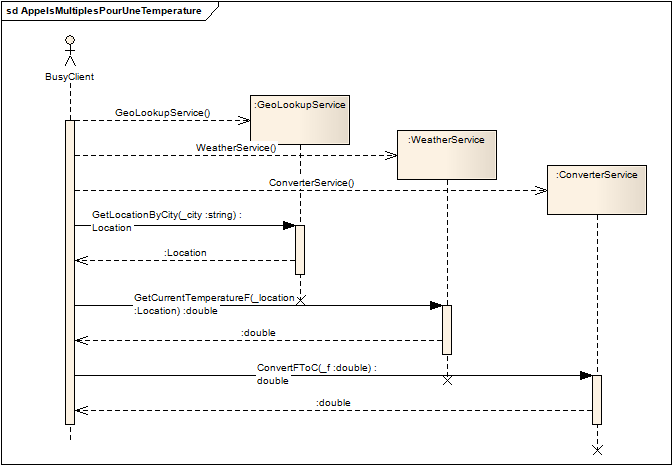 sd AppelsMultiplesPourUneTemperature
BusyClient
GeoLookupService()
:GeoLookupService
WeatherService()
:WeatherService
ConverterService()
:ConverterService
GetLocationByCity(_city :string) :
Location
:Location
GetCurrentTemperatureF(_location
:Location) :double
:double
ConvertFToC(_f :double) :
double
:double